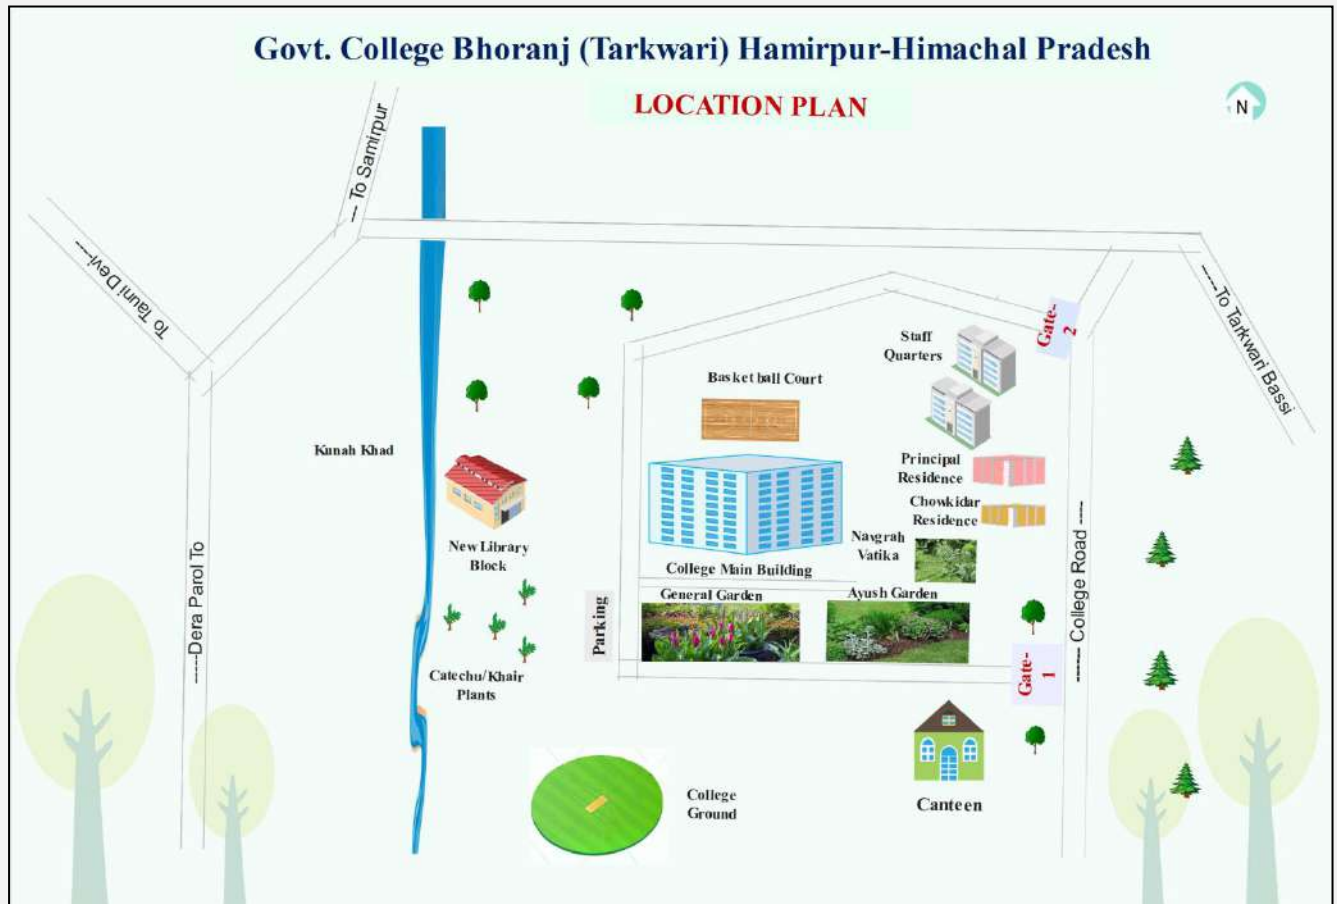 Govt. College Bhoranj (Tarkwari) Hamirpur-Himachal Pradesh
LOCATION PLAN
N
---- To Samirpur
To Tauni Devi----
-----To Tarkwari Bassi
Gate-
2
Staff
Quarters
Basketball Court
Kunah Khad
Principal
Residence
Chowkidar
Residence
New Library
Block
Navgrah
Vatika
College Main Building
General Garden
Ayush Garden
Parking
-----Dera Parol To
------ College Road ----
Catechu/Khair
Plants
Gate-
1
College
Ground
Canteen